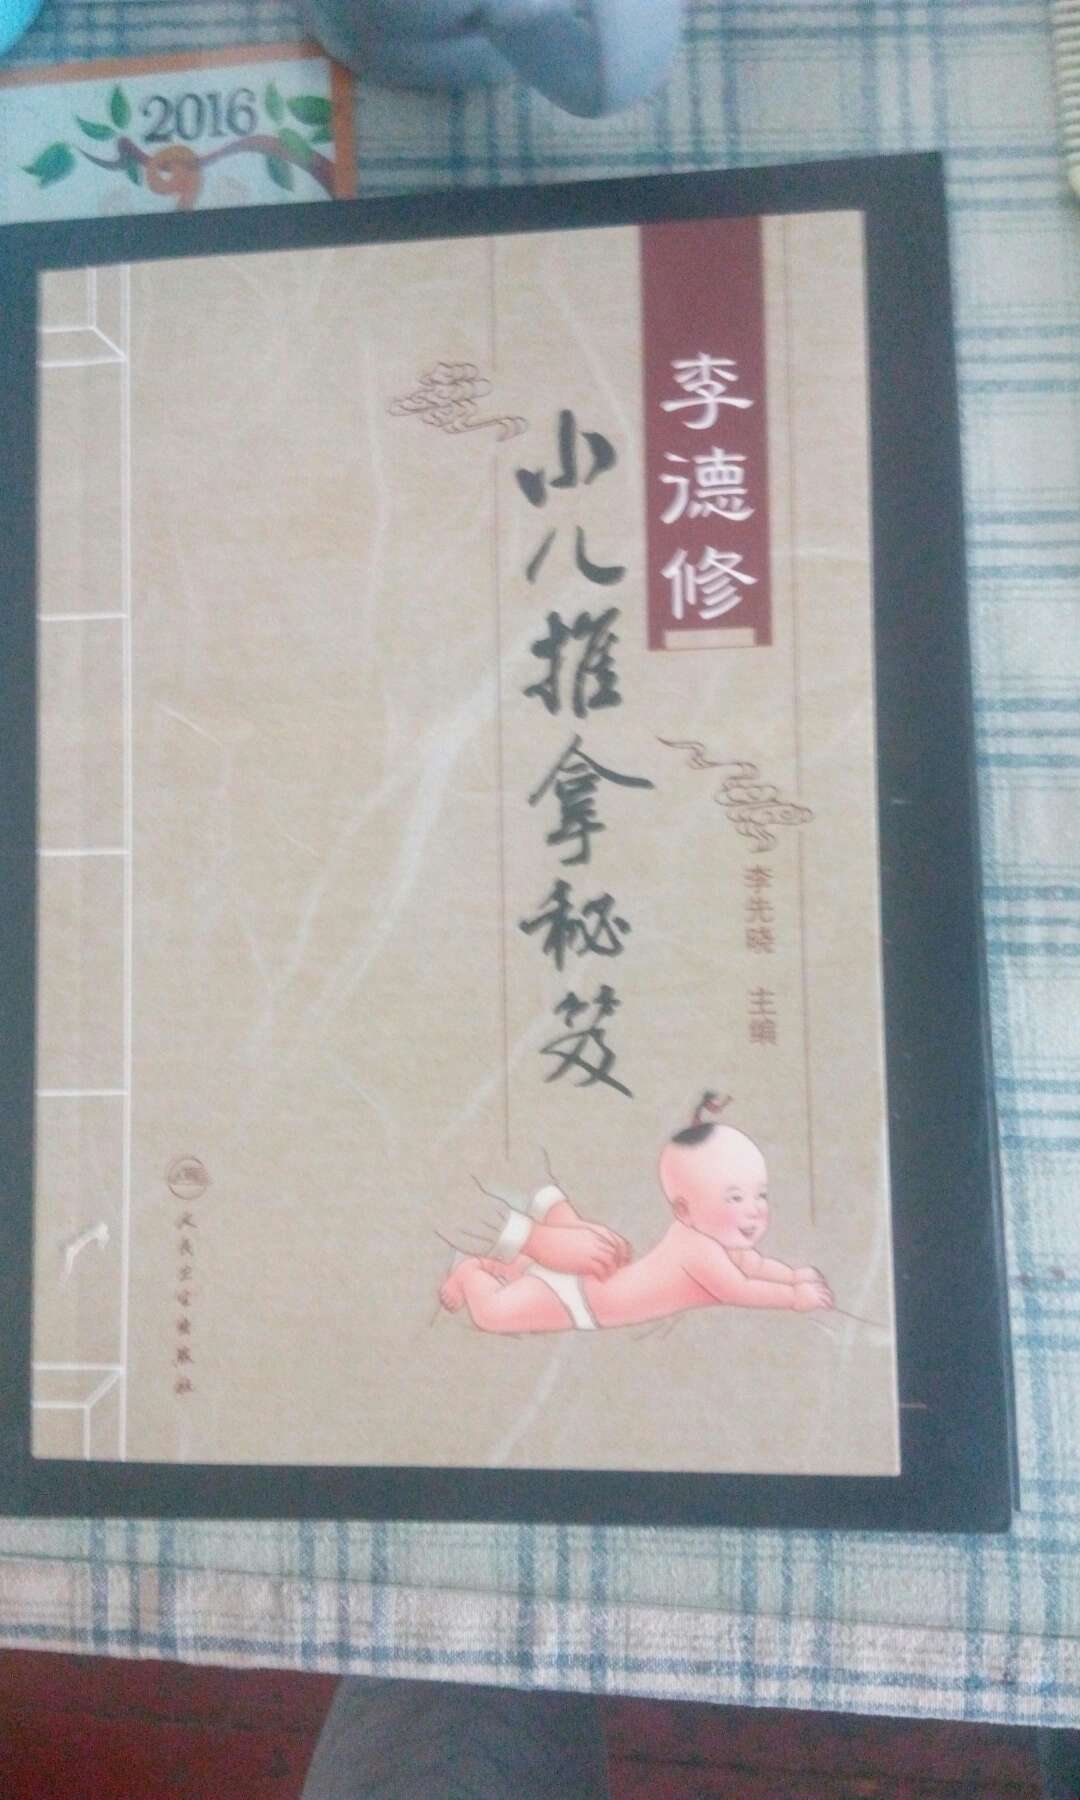 2016
李德修
小儿推拿秘笈
李先晓 主编
人民卫生出版社